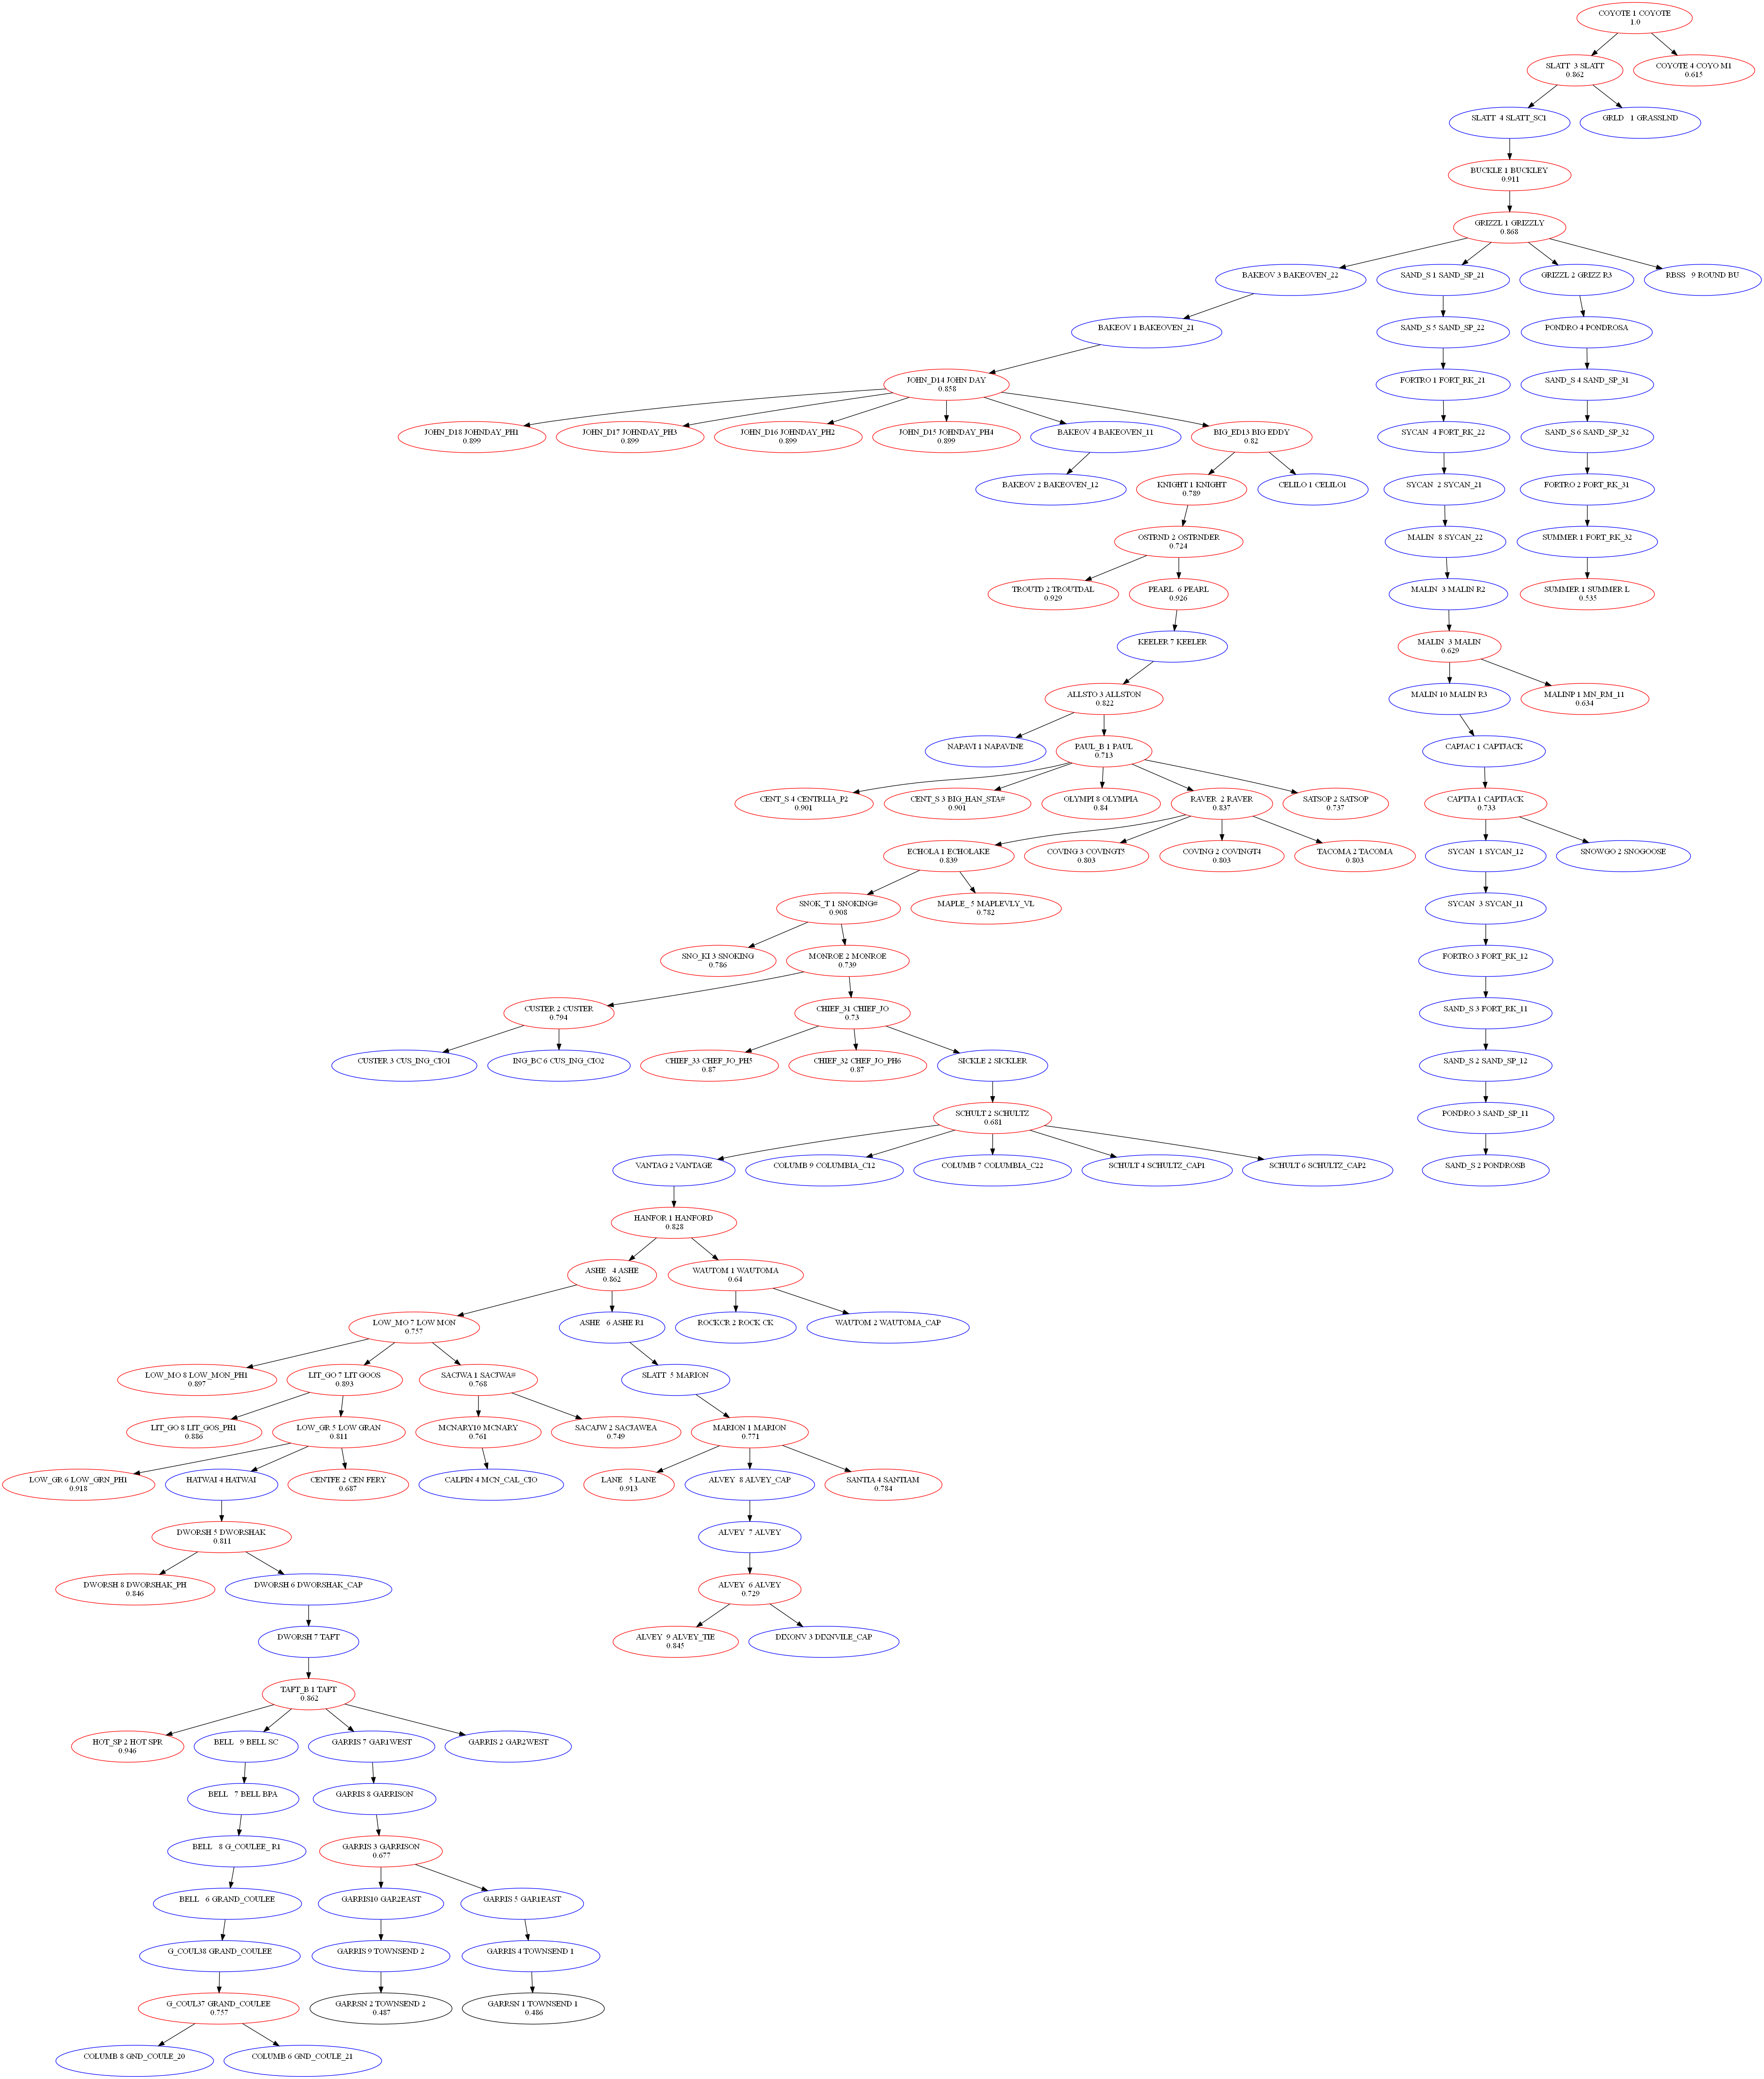 COYOTE 1 COYOTE
1.0
SLATT 3 SLATT
0.862
COYOTE 4 COYO M1
0.615
SLATT 4 SLATT_SC1
GRLD 1 GRASSLND
BUCKLE 1 BUCKLEY
0.911
GRIZZL 1 GRIZZLY
0.868
BAKEOV 3 BAKEOVEN_22
SAND_S 1 SAND_SP_21
GRIZZL 2 GRIZZ R3
RBSS 9 ROUND BU
BAKEOV 1 BAKEOVEN_21
SAND_S 5 SAND_SP_22
PONDRO 4 PONDROSA
JOHN_D14 JOHN DAY
0.858
FORTRO 1 FORT_RK_21
SAND_S 4 SAND_SP_31
JOHN_D18 JOHNDAY_PH1
0.899
JOHN_D17 JOHNDAY_PH3
0.899
JOHN_D16 JOHNDAY_PH2
0.899
JOHN_D15 JOHNDAY_PH4
0.899
BAKEOV 4 BAKEOVEN_11
BIG_ED13 BIG EDDY
0.82
SYCAN 4 FORT_RK_22
SAND_S 6 SAND_SP_32
BAKEOV 2 BAKEOVEN_12
KNIGHT 1 KNIGHT
0.789
CELILO 1 CELILO1
SYCAN 2 SYCAN_21
FORTRO 2 FORT_RK_31
OSTRND 2 OSTRNDER
0.724
MALIN 8 SYCAN_22
SUMMER 1 FORT_RK_32
TROUTD 2 TROUTDAL
0.929
PEARL 6 PEARL
0.926
MALIN 3 MALIN R2
SUMMER 1 SUMMER L
0.535
KEELER 7 KEELER
MALIN 3 MALIN
0.629
ALLSTO 3 ALLSTON
0.822
MALIN 10 MALIN R3
MALINP 1 MN_RM_11
0.634
NAPAVI 1 NAPAVINE
PAUL_B 1 PAUL
0.713
CAPJAC 1 CAPTJACK
CENT_S 4 CENTRLIA_P2
0.901
CENT_S 3 BIG_HAN_STA#
0.901
OLYMPI 8 OLYMPIA
0.84
RAVER 2 RAVER
0.837
SATSOP 2 SATSOP
0.737
CAPTJA 1 CAPTJACK
0.733
ECHOLA 1 ECHOLAKE
0.839
COVING 3 COVINGT5
0.803
COVING 2 COVINGT4
0.803
TACOMA 2 TACOMA
0.803
SYCAN 1 SYCAN_12
SNOWGO 2 SNOGOOSE
SNOK_T 1 SNOKING#
0.908
MAPLE_ 5 MAPLEVLY_VL
0.782
SYCAN 3 SYCAN_11
SNO_KI 3 SNOKING
0.786
MONROE 2 MONROE
0.739
FORTRO 3 FORT_RK_12
CUSTER 2 CUSTER
0.794
CHIEF_31 CHIEF_JO
0.73
SAND_S 3 FORT_RK_11
CUSTER 3 CUS_ING_CIO1
ING_BC 6 CUS_ING_CIO2
CHIEF_33 CHEF_JO_PH5
0.87
CHIEF_32 CHEF_JO_PH6
0.87
SICKLE 2 SICKLER
SAND_S 2 SAND_SP_12
SCHULT 2 SCHULTZ
0.681
PONDRO 3 SAND_SP_11
VANTAG 2 VANTAGE
COLUMB 9 COLUMBIA_C12
COLUMB 7 COLUMBIA_C22
SCHULT 4 SCHULTZ_CAP1
SCHULT 6 SCHULTZ_CAP2
SAND_S 2 PONDROSB
HANFOR 1 HANFORD
0.828
ASHE 4 ASHE
0.862
WAUTOM 1 WAUTOMA
0.64
LOW_MO 7 LOW MON
0.757
ASHE 6 ASHE R1
ROCKCR 2 ROCK CK
WAUTOM 2 WAUTOMA_CAP
LOW_MO 8 LOW_MON_PH1
0.897
LIT_GO 7 LIT GOOS
0.893
SACJWA 1 SACJWA#
0.768
SLATT 5 MARION
LIT_GO 8 LIT_GOS_PH1
0.886
LOW_GR 5 LOW GRAN
0.811
MCNARY10 MCNARY
0.761
SACAJW 2 SACJAWEA
0.749
MARION 1 MARION
0.771
LOW_GR 6 LOW_GRN_PH1
0.918
HATWAI 4 HATWAI
CENTFE 2 CEN FERY
0.687
CALPIN 4 MCN_CAL_CIO
LANE 5 LANE
0.913
ALVEY 8 ALVEY_CAP
SANTIA 4 SANTIAM
0.784
DWORSH 5 DWORSHAK
0.811
ALVEY 7 ALVEY
DWORSH 8 DWORSHAK_PH
0.846
DWORSH 6 DWORSHAK_CAP
ALVEY 6 ALVEY
0.729
DWORSH 7 TAFT
ALVEY 9 ALVEY_TIE
0.845
DIXONV 3 DIXNVILE_CAP
TAFT_B 1 TAFT
0.862
HOT_SP 2 HOT SPR
0.946
BELL 9 BELL SC
GARRIS 7 GAR1WEST
GARRIS 2 GAR2WEST
BELL 7 BELL BPA
GARRIS 8 GARRISON
BELL 8 G_COULEE_ R1
GARRIS 3 GARRISON
0.677
BELL 6 GRAND_COULEE
GARRIS10 GAR2EAST
GARRIS 5 GAR1EAST
G_COUL38 GRAND_COULEE
GARRIS 9 TOWNSEND 2
GARRIS 4 TOWNSEND 1
G_COUL37 GRAND_COULEE
0.757
GARRSN 2 TOWNSEND 2
0.487
GARRSN 1 TOWNSEND 1
0.486
COLUMB 8 GND_COULE_20
COLUMB 6 GND_COULE_21